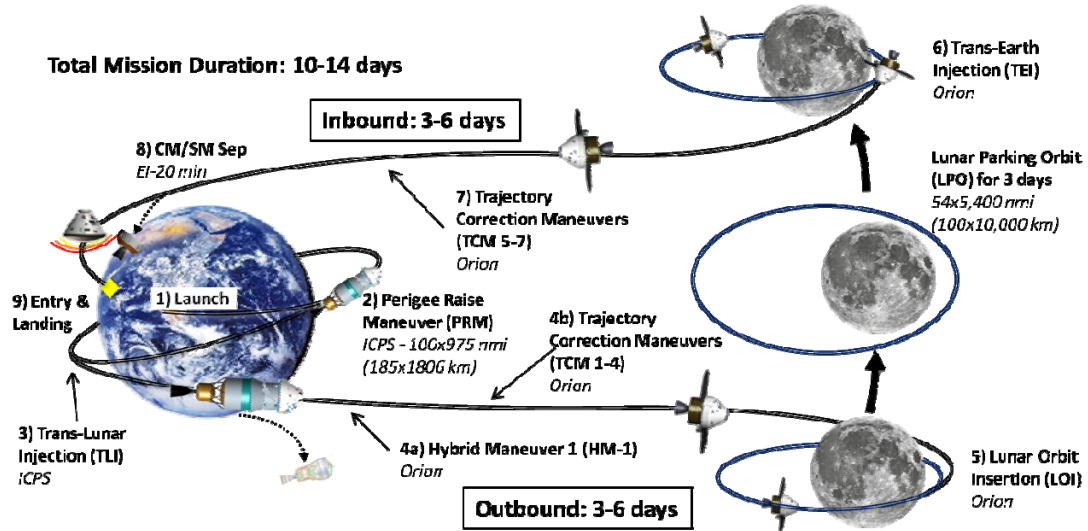 Total Mission Duration: 10-14 days
Inbound: 3-6 days
6) Trans-Earth
Injection (TEI)
Orion
8) CM/SM Sep
EI-20 min
7) Trajectory
Correction Maneuvers
(TCM 5-7)
Orion
Lunar Parking Orbit
(LPO) for 3 days
54x5,400 nmi
(100x10,000 km)
9) Entry &
Landing
1) Launch
2) Perigee Raise
Maneuver (PRM)
ICPS - 100x975 nmi
(185x1806 km)
4b) Trajectory
Correction Maneuvers
(TCM 1-4)
Orion
3) Trans-Lunar
Injection (TLI)
ICPS
4a) Hybrid Maneuver 1 (HM-1)
Orion
5) Lunar Orbit
Insertion (LOI)
Orion
Outbound: 3-6 days